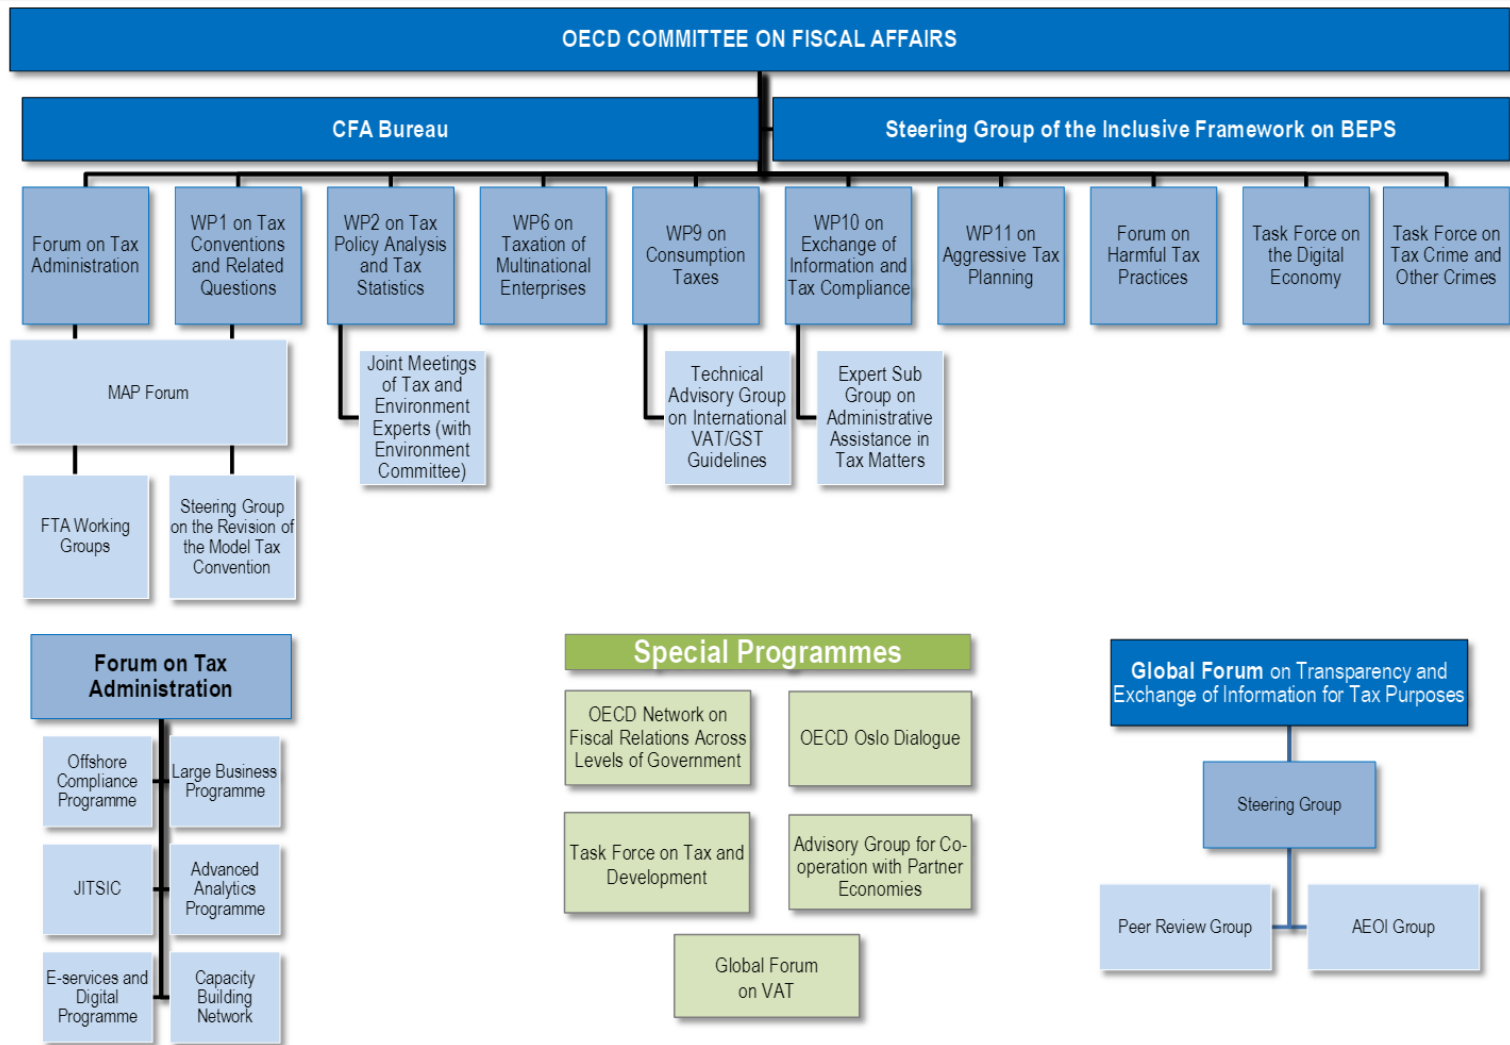 OECD COMMITTEE ON FISCAL AFFAIRS
CFA Bureau
Steering Group of the Inclusive Framework on BEPS
Forum on Tax
Administration
WP1 on Tax
Conventions
and Related
Questions
WP2 on Tax
Policy Analysis
and Tax
Statistics
WP6 on
Taxation of
Multinational
Enterprises
WP9 on
Consumption
Taxes
WP10 on
Exchange of
Information and
Tax Compliance
WP11 on
Aggressive Tax
Planning
Forum on
Harmful Tax
Practices
Task Force on
the Digital
Economy
Task Force on
Tax Crime and
Other Crimes
MAP Forum
Joint Meetings
of Tax and
Environment
Experts (with
Environment
Committee)
Technical
Advisory Group
on International
VAT/GST
Guidelines
Expert Sub
Group on
Administrative
Assistance in
Tax Matters
FTA Working
Groups
Steering Group
on the Revision of
the Model Tax
Convention
Forum on Tax
Administration
Offshore
Compliance
Programme
Large Business
Programme
JITSIC
Advanced
Analytics
Programme
E-services and
Digital
Programme
Capacity
Building
Network
Special Programmes
OECD Network on
Fiscal Relations Across
Levels of Government
OECD Oslo Dialogue
Task Force on Tax and
Development
Advisory Group for Co-
operation with Partner
Economies
Global Forum
on VAT
Global Forum on Transparency and
Exchange of Information for Tax Purposes
Steering Group
Peer Review Group
AEOI Group